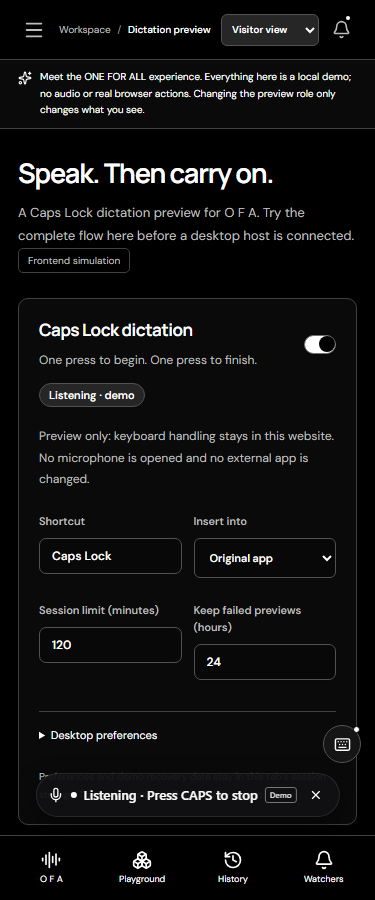 Workspace / Dictation preview Visitor view
Meet the ONE FOR ALL experience. Everything here is a local demo;
no audio or real browser actions. Changing the preview role only
changes what you see.
Speak. Then carry on.
A Caps Lock dictation preview for O F A. Try the
complete flow here before a desktop host is connected.
Frontend simulation
Caps Lock dictation
One press to begin. One press to finish.
Listening · demo
Preview only: keyboard handling stays in this website.
No microphone is opened and no external app is
changed.
Shortcut Insert into
Caps Lock Original app
Session limit (minutes) Keep failed previews
(hours)
120 24
Desktop preferences
Listening · Press CAPS to stop Demo
O F A Playground History Watchers